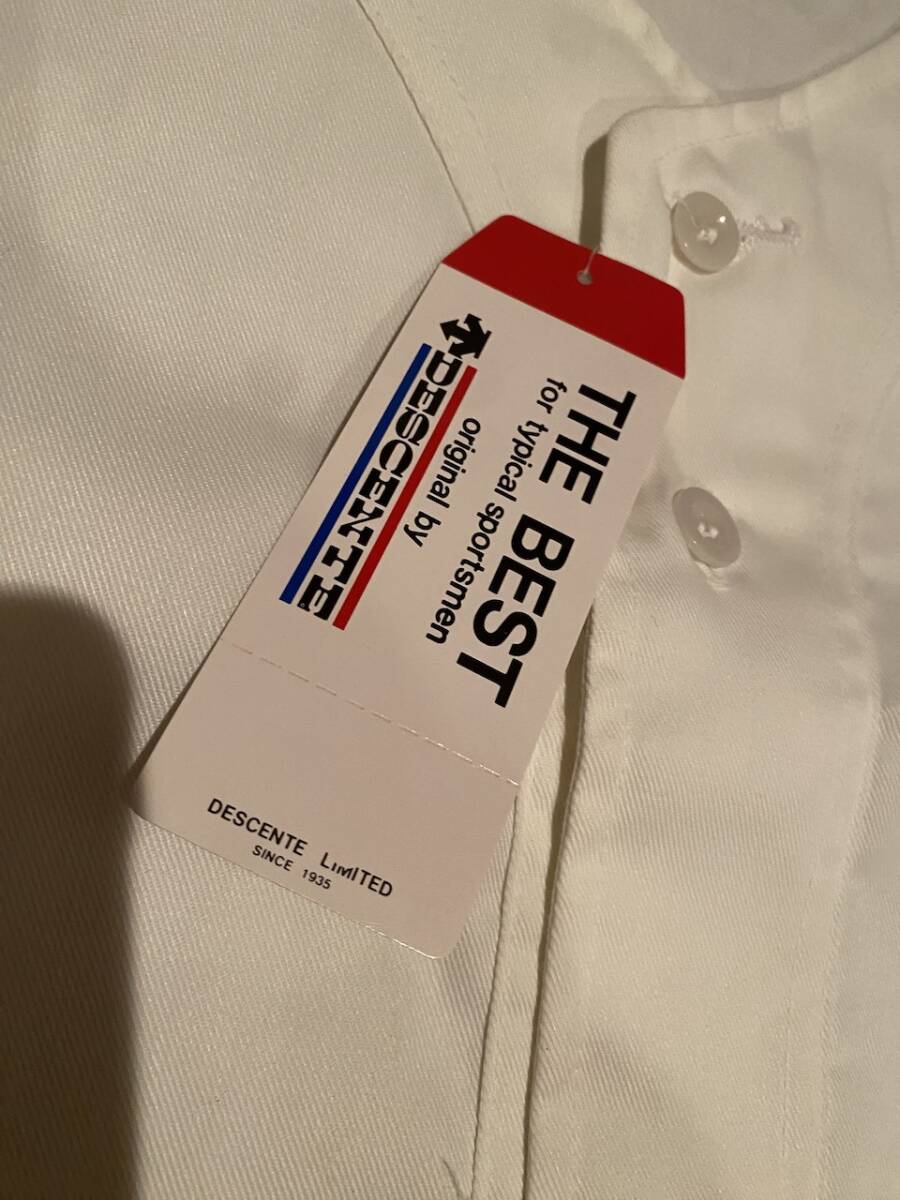 THE BEST
for typical sportsmen
original by
DESCENTE
DESCENTE LIMITED
SINCE 1935